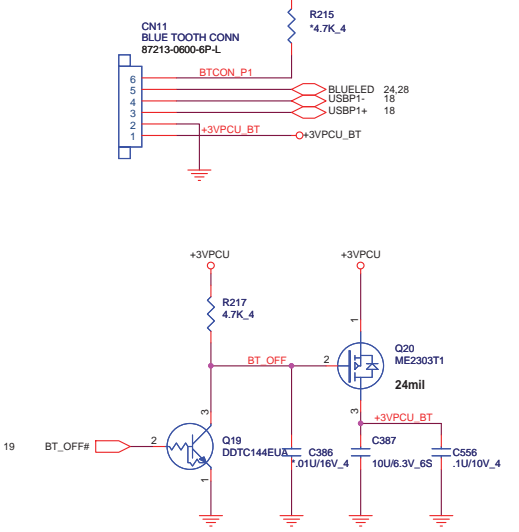 R215
*4.7K_4
CN11
BLUE TOOTH CONN
87213-0600-6P-L
6 BTCON_P1
5 BLUELED 24,28
4 USBP1- 18
3 USBP1+ 18
2
1 +3VPCU_BT +3VPCU_BT
+3VPCU +3VPCU
R217
4.7K_4
1
Q20
ME2303T1
BT_OFF 2
24mil
3 3
+3VPCU_BT
19 BT_OFF# 2
Q19
DDTC144EUA
C386
*.01U/16V_4
C387
10U/6.3V_6S
C556
.1U/10V_4
1